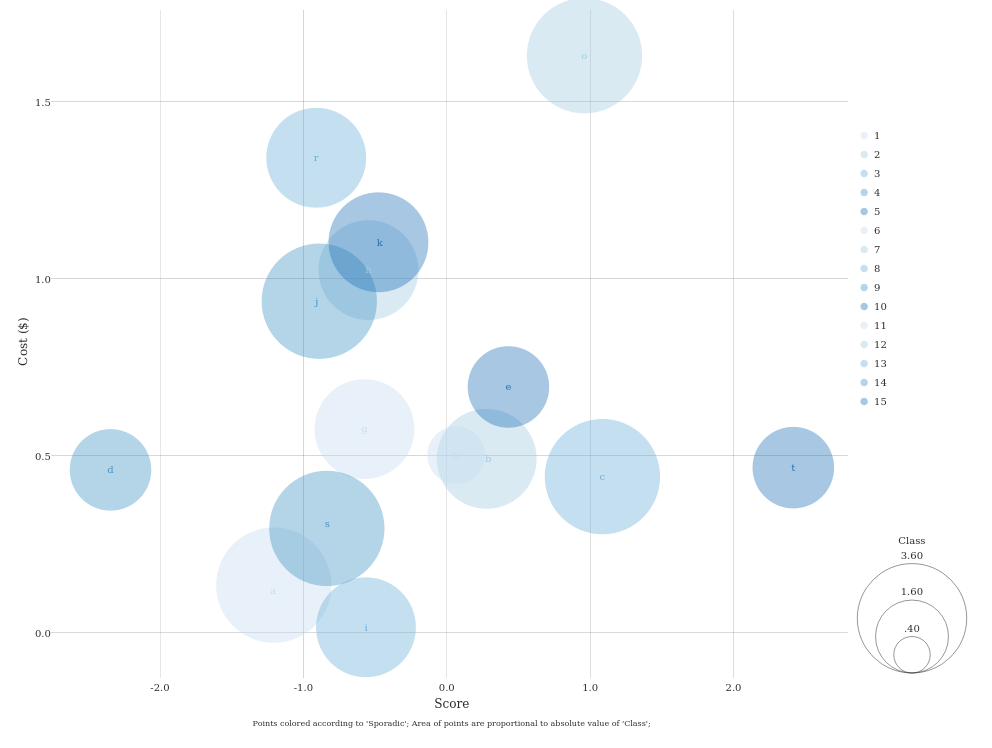 o
1.5
r
k
h
1.0
j
Cost ($)
e
g
b
0.5
d
c
t
s
a
i
0.0
-2.0
-1.0
0.0
1.0
2.0
Score
Points colored according to 'Sporadic'; Area of points are proportional to absolute value of 'Class';
1
2
3
4
5
6
7
8
9
10
11
12
13
14
15
Class
3.60
1.60
.40